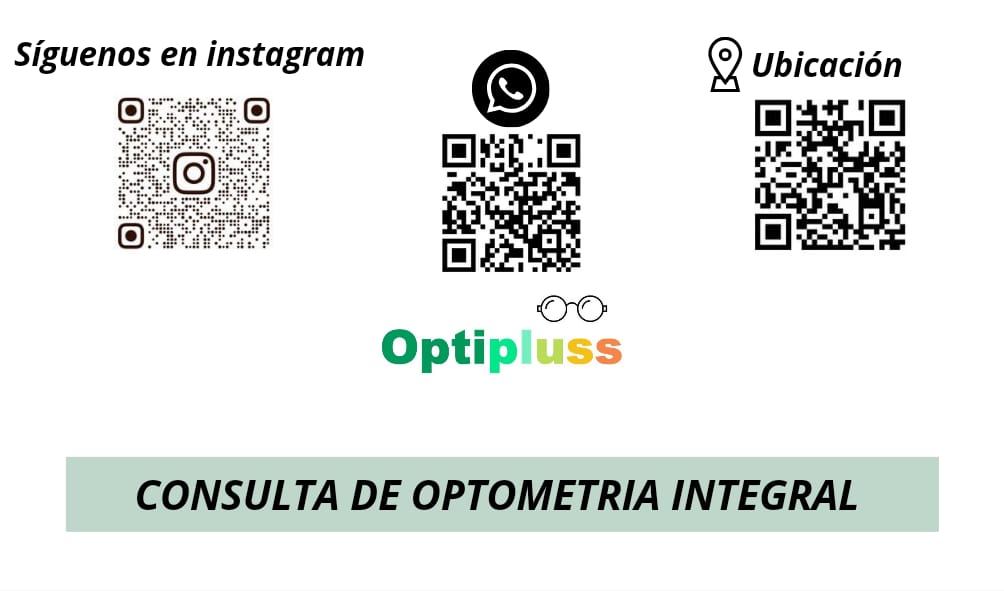 Síguenos en instagram
Ubicación
Optipluss
CONSULTA DE OPTOMETRIA INTEGRAL